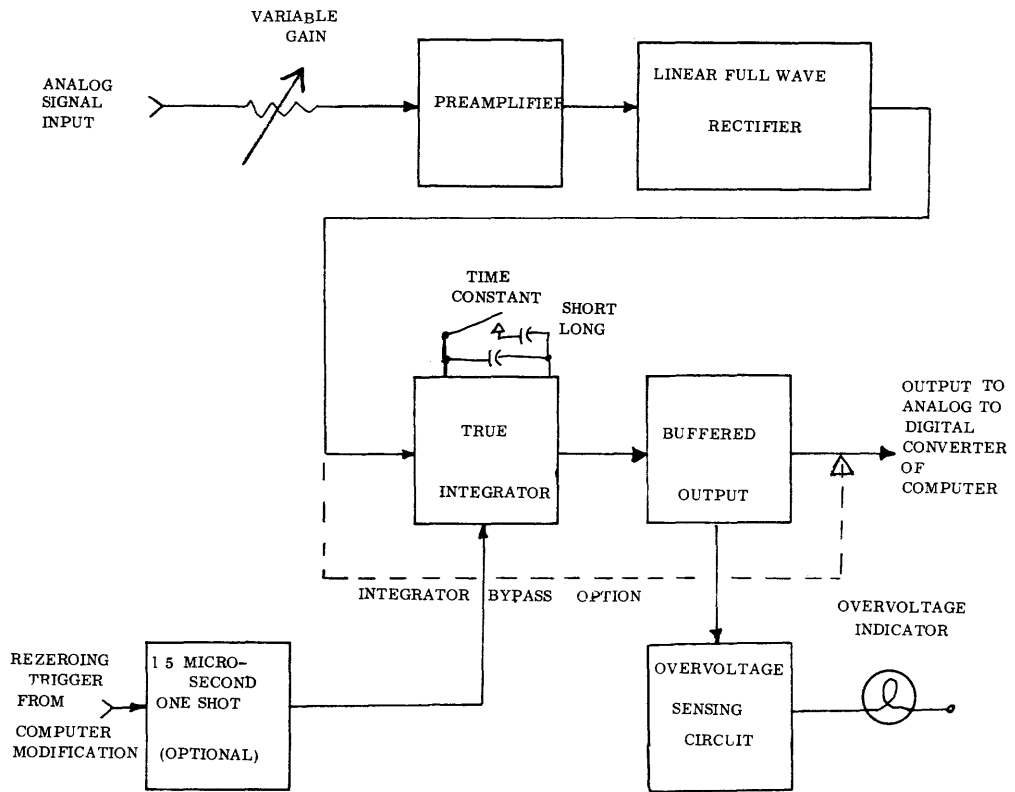 VARIABLE
GAIN
ANALOG
SIGNAL
INPUT
PREAMPLIFIER
LINEAR FULL WAVE
RECTIFIER
TIME
CONSTANT
SHORT
LONG
TRUE
INTEGRATOR
BUFFERED
OUTPUT
OUTPUT TO
ANALOG TO
DIGITAL
CONVERTER
OF
COMPUTER
INTEGRATOR BYPASS OPTION
OVERVOLTAGE
INDICATOR
REZEROING
TRIGGER
FROM
COMPUTER
MODIFICATION
1 5 MICRO-
SECOND
ONE SHOT
(OPTIONAL)
OVERVOLTAGE
SENSING
CIRCUIT